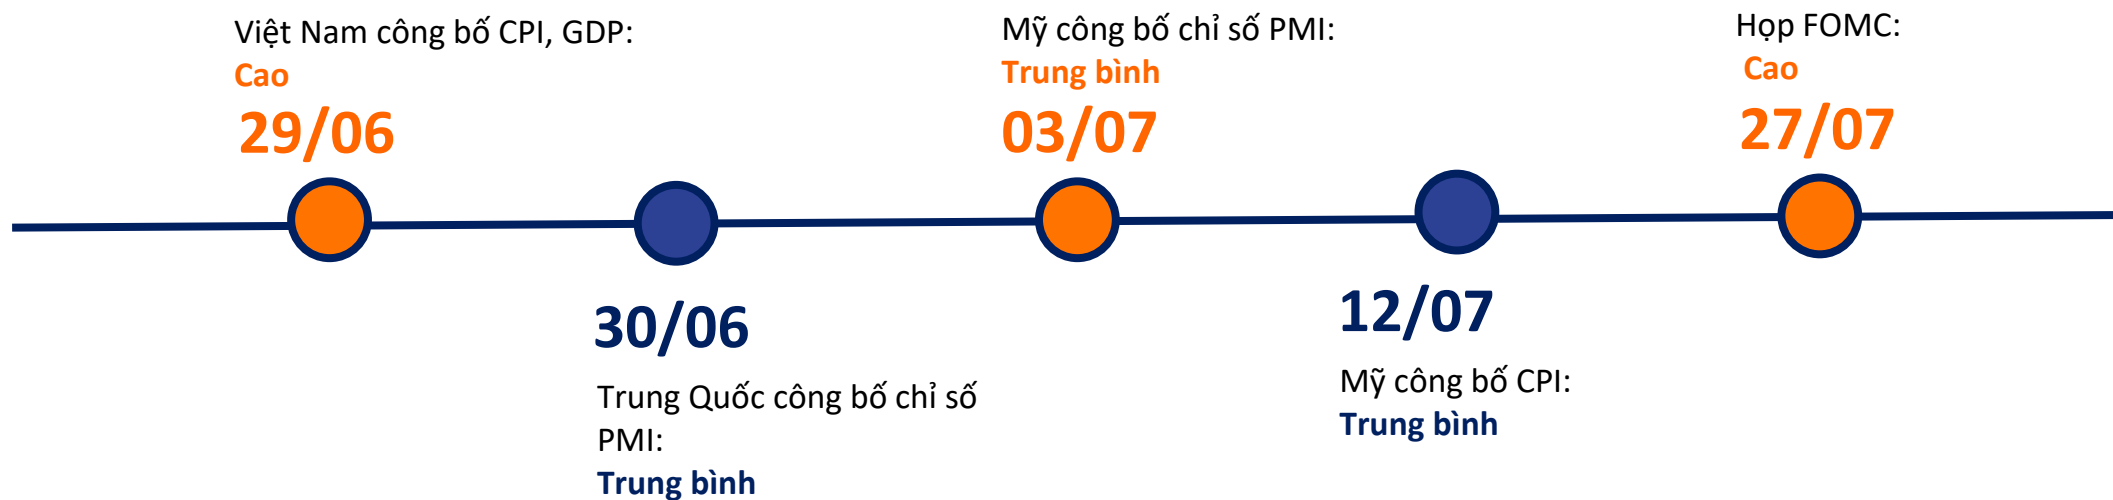 Việt Nam công bố CPI, GDP:
Cao
29/06
30/06
Trung Quốc công bố chỉ số
PMI:
Trung bình
Mỹ công bố chỉ số PMI:
Trung bình
03/07
12/07
Mỹ công bố CPI:
Trung bình
Họp FOMC:
Cao
27/07